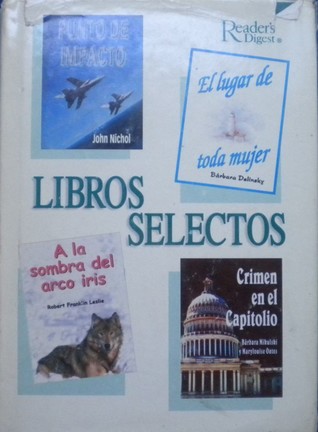 PUNTO DE
IMPACTO
John Nichol
Reader's
Digest ®
El lugar de
toda mujer
Bárbara Delinsky
LIBROS
SELECTOS
A la
sombra del
arco iris
Robert Franklin Leslie
Crimen
en el
Capitolio
Bárbara Mikulski
y Marylouise Oates